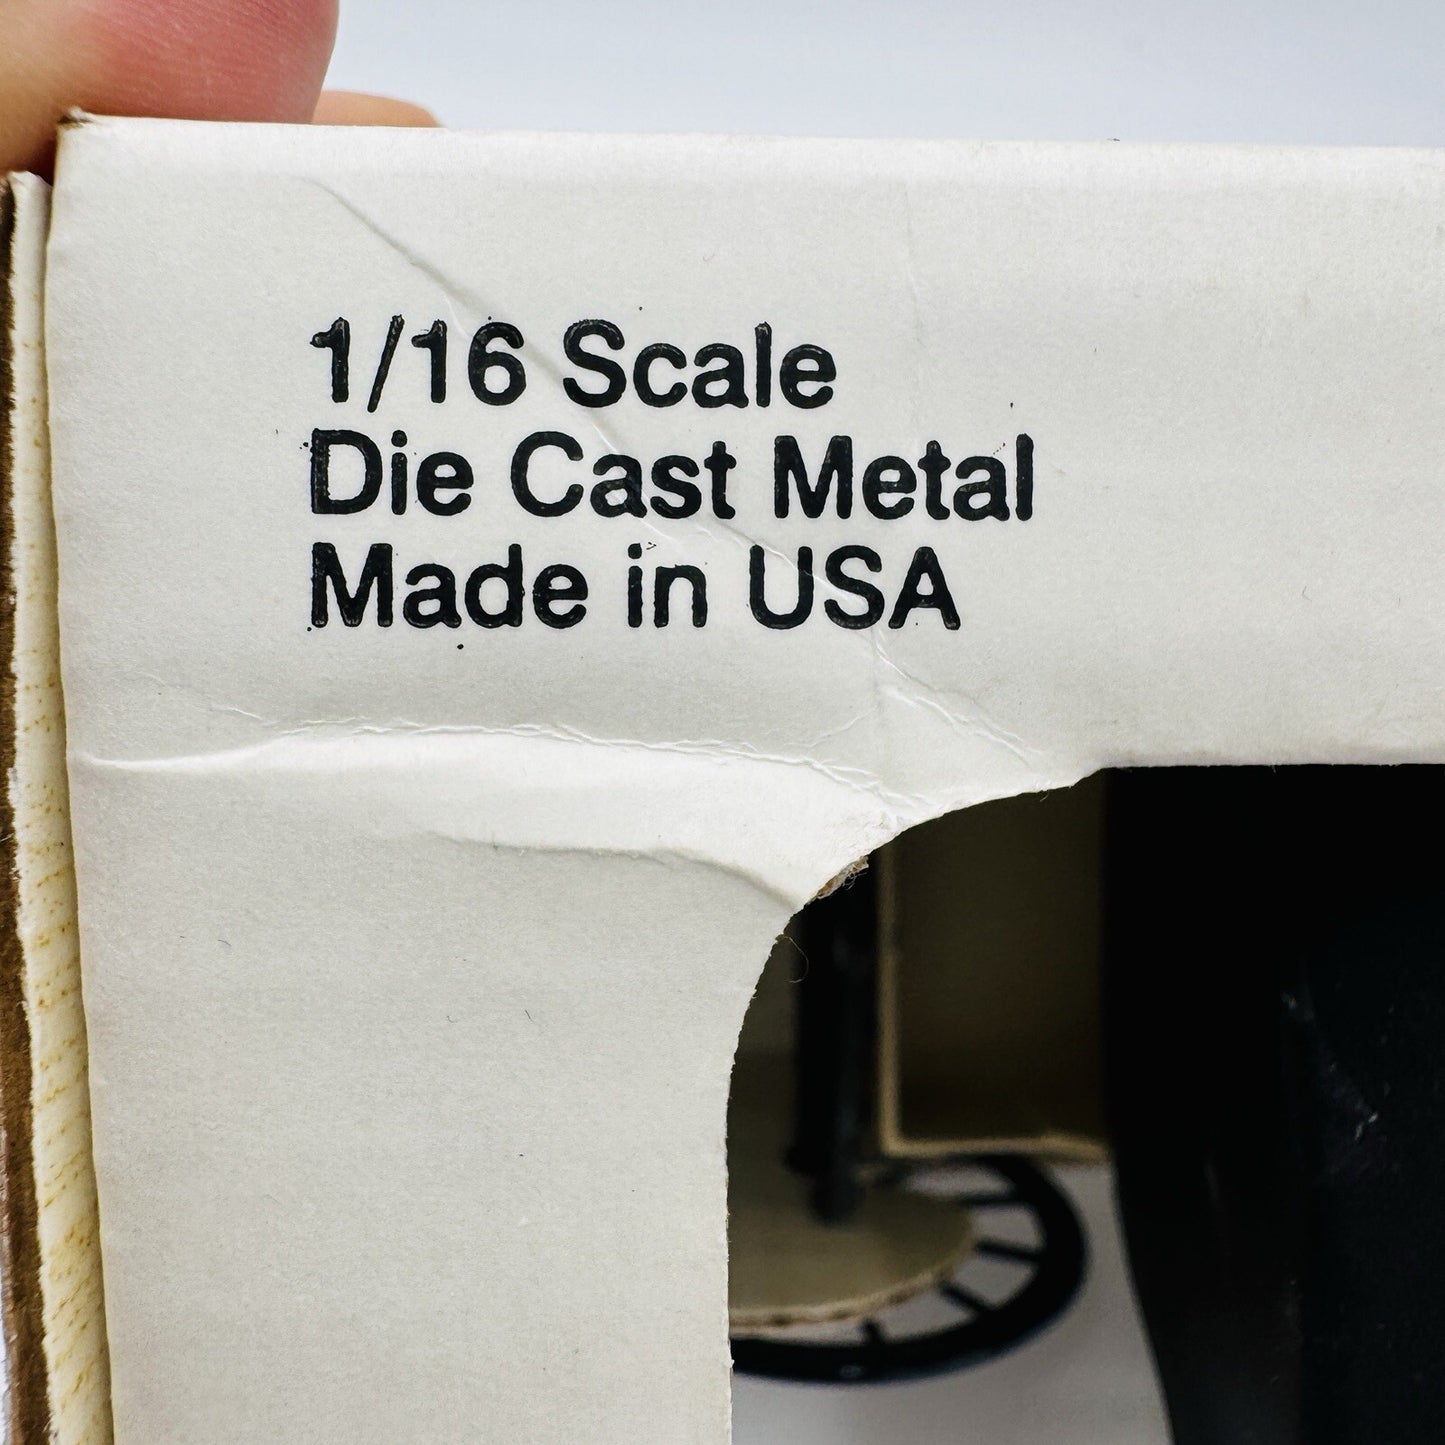 1/16 Scale
Die Cast Metal
Made in USA